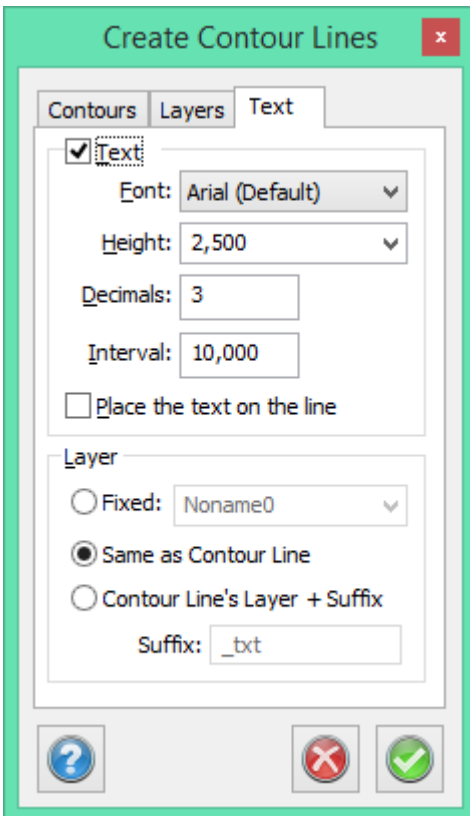 Create Contour Lines x
Contours Layers Text
Text
Font: Arial (Default)
Height: 2,500
Decimals: 3
Interval: 10,000
Place the text on the line
Layer
Fixed: Noname0
Same as Contour Line
Contour Line's Layer + Suffix
Suffix: _txt
?